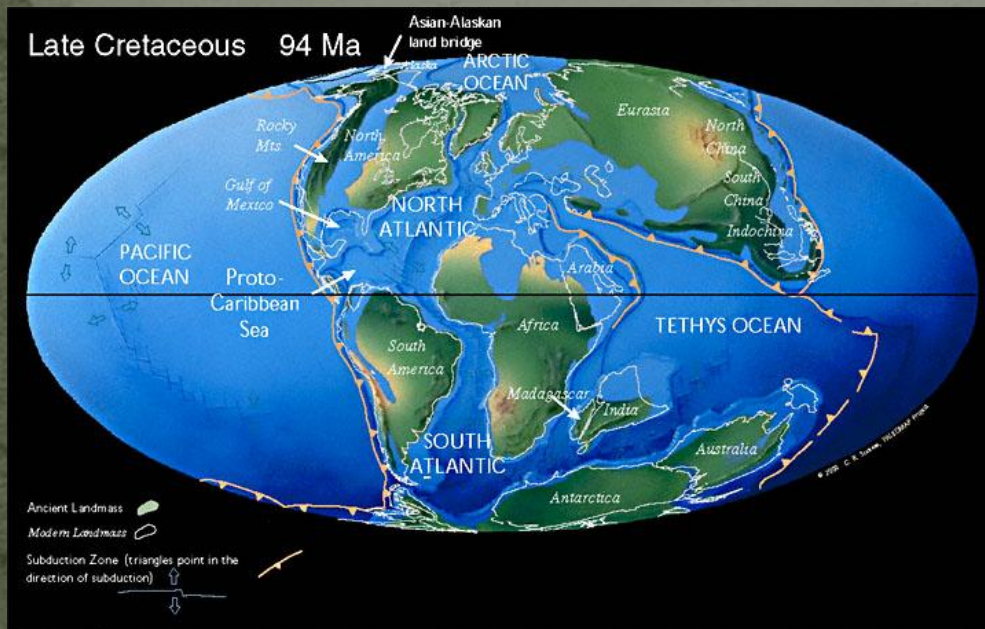 Late Cretaceous 94 Ma
Asian-Alaskan
land bridge
Alaska
ARCTIC
OCEAN
Eurasia
Rocky
Mts.
North
America
North
China
South
China
Indochina
Gulf of
Mexico
NORTH
ATLANTIC
PACIFIC
OCEAN
Proto-
Caribbean
Sea
Arabia
Africa
TETHYS OCEAN
South
America
Madagascar
India
SOUTH
ATLANTIC
Australia
Antarctica
Ancient Landmass
Modern Landmass
Subduction Zone (triangles point in the
direction of subduction)
PALEOMAP Project